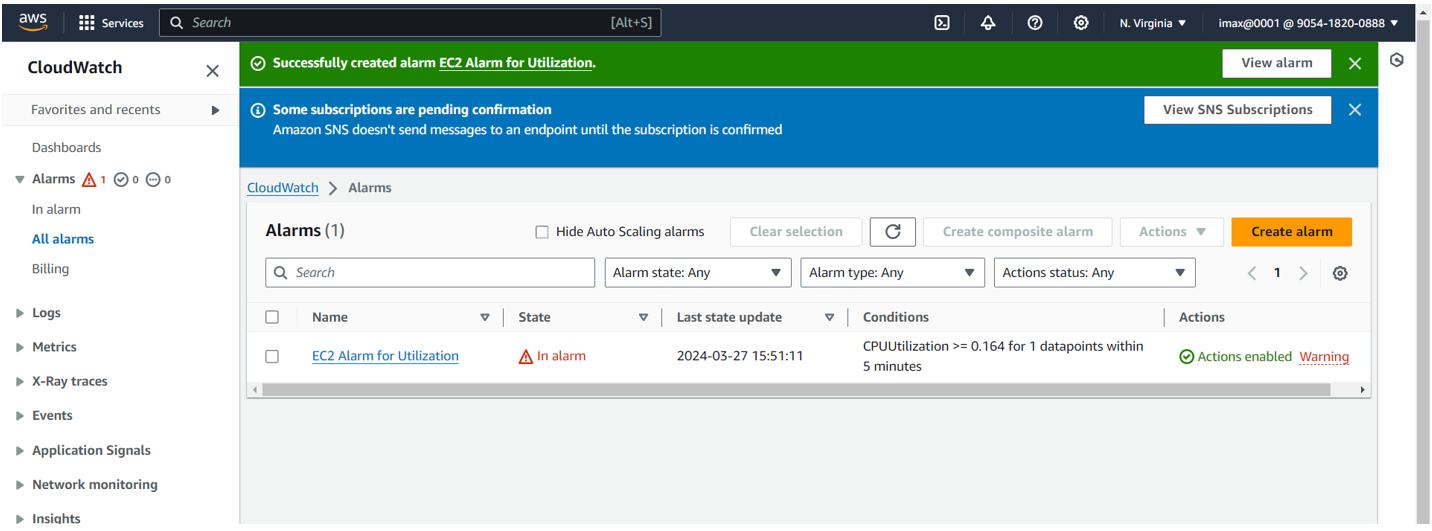 aws
Services
Search [Alt+S]
N. Virginia
imax@0001 @ 9054-1820-0888
CloudWatch
Favorites and recents
Dashboards
Alarms 1 0 0
In alarm
All alarms
Billing
Logs
Metrics
X-Ray traces
Events
Application Signals
Network monitoring
Insights
Successfully created alarm EC2 Alarm for Utilization.
View alarm
Some subscriptions are pending confirmation
Amazon SNS doesn't send messages to an endpoint until the subscription is confirmed
View SNS Subscriptions
CloudWatch Alarms
Alarms (1)
Hide Auto Scaling alarms
Clear selection
Create composite alarm
Actions
Create alarm
Search
Alarm state: Any
Alarm type: Any
Actions status: Any
1
Name State Last state update Conditions Actions
EC2 Alarm for Utilization
In alarm
2024-03-27 15:51:11
CPUUtilization >= 0.164 for 1 datapoints within
5 minutes
Actions enabled Warning